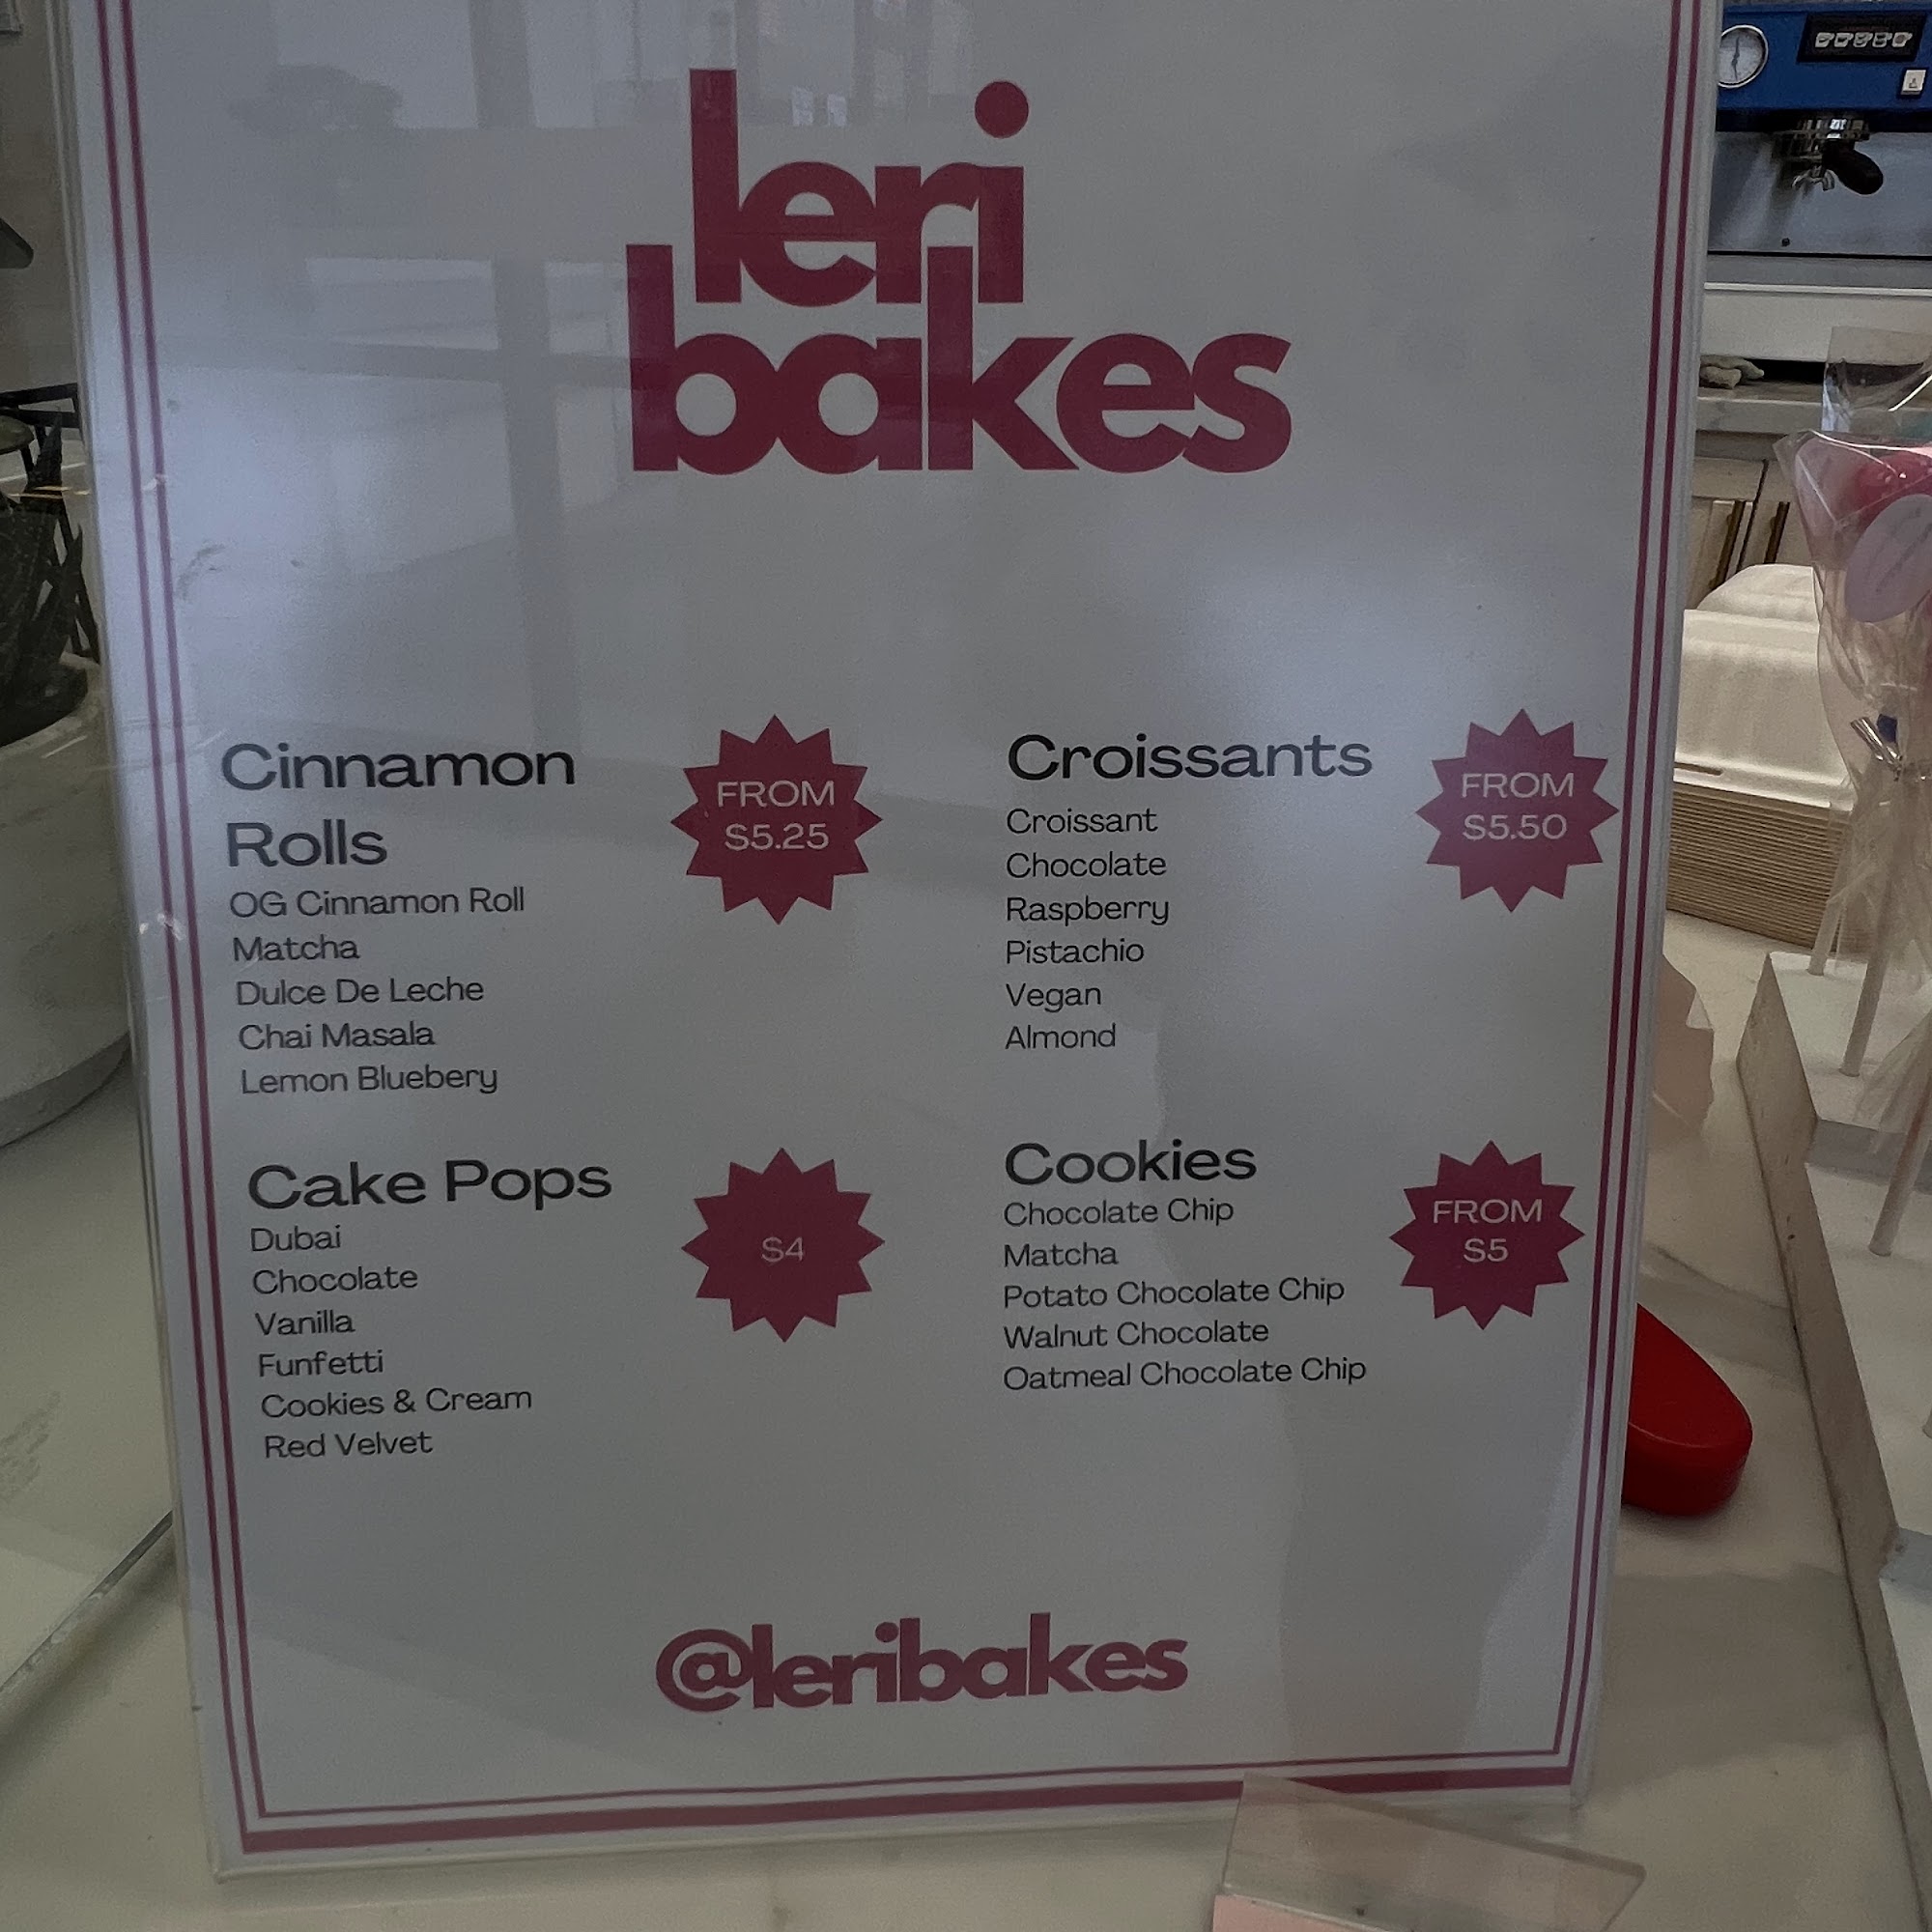 leri
bakes
Cinnamon
Rolls
FROM
$5.25
OG Cinnamon Roll
Matcha
Dulce De Leche
Chai Masala
Lemon Bluebery
Croissants
FROM
$5.50
Croissant
Chocolate
Raspberry
Pistachio
Vegan
Almond
Cake Pops
$4
Dubai
Chocolate
Vanilla
Funfetti
Cookies & Cream
Red Velvet
Cookies
FROM
$5
Chocolate Chip
Matcha
Potato Chocolate Chip
Walnut Chocolate
Oatmeal Chocolate Chip
@leribakes